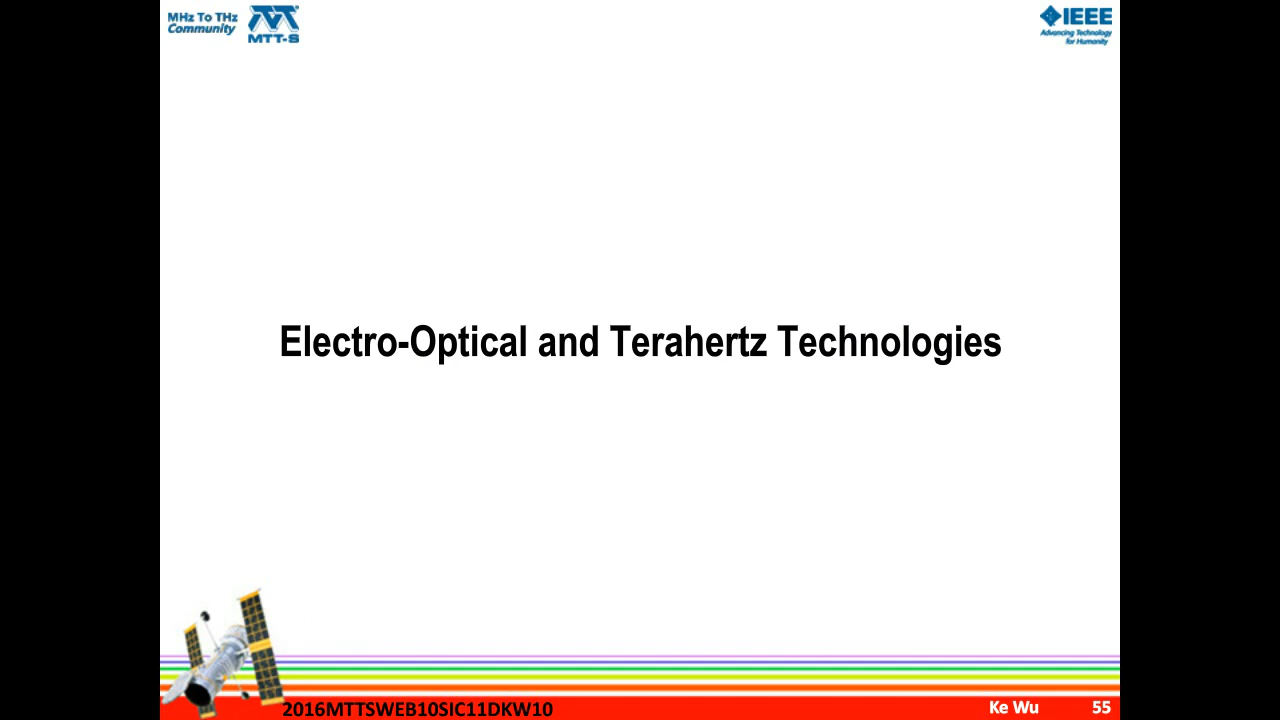 MHz To THz
Community
MTT-S
IEEE
Advancing Technology
for Humanity
Electro-Optical and Terahertz Technologies
2016MTTSWEB10SIC11DKW10
Ke Wu
55